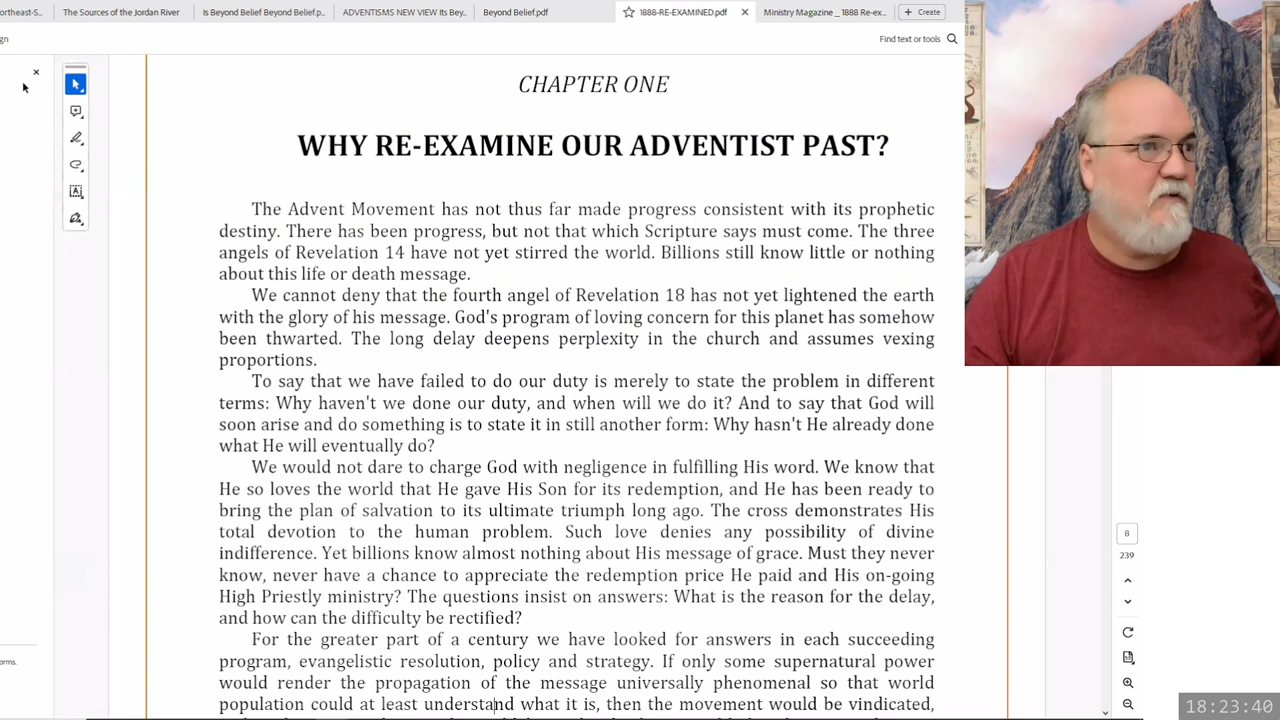 ortheast-S...
The Sources of the Jordan River
Is Beyond Belief Beyond Belief.p...
ADVENTISMS NEW VIEW Its Bey...
Beyond Belief.pdf
1888-RE-EXAMINED.pdf
Ministry Magazine _ 1888 Re-ex...
Create
gn
Find text or tools
CHAPTER ONE
WHY RE-EXAMINE OUR ADVENTIST PAST?
The Advent Movement has not thus far made progress consistent with its prophetic
destiny. There has been progress, but not that which Scripture says must come. The three
angels of Revelation 14 have not yet stirred the world. Billions still know little or nothing
about this life or death message.
We cannot deny that the fourth angel of Revelation 18 has not yet lightened the earth
with the glory of his message. God's program of loving concern for this planet has somehow
been thwarted. The long delay deepens perplexity in the church and assumes vexing
proportions.
To say that we have failed to do our duty is merely to state the problem in different
terms: Why haven't we done our duty, and when will we do it? And to say that God will
soon arise and do something is to state it in still another form: Why hasn't He already done
what He will eventually do?
We would not dare to charge God with negligence in fulfilling His word. We know that
He so loves the world that He gave His Son for its redemption, and He has been ready to
bring the plan of salvation to its ultimate triumph long ago. The cross demonstrates His
total devotion to the human problem. Such love denies any possibility of divine
indifference. Yet billions know almost nothing about His message of grace. Must they never
know, never have a chance to appreciate the redemption price He paid and His on-going
High Priestly ministry? The questions insist on answers: What is the reason for the delay,
and how can the difficulty be rectified?
For the greater part of a century we have looked for answers in each succeeding
program, evangelistic resolution, policy and strategy. If only some supernatural power
would render the propagation of the message universally phenomenal so that world
population could at least understand what it is, then the movement would be vindicated,
8
239
orms.
18:23:40